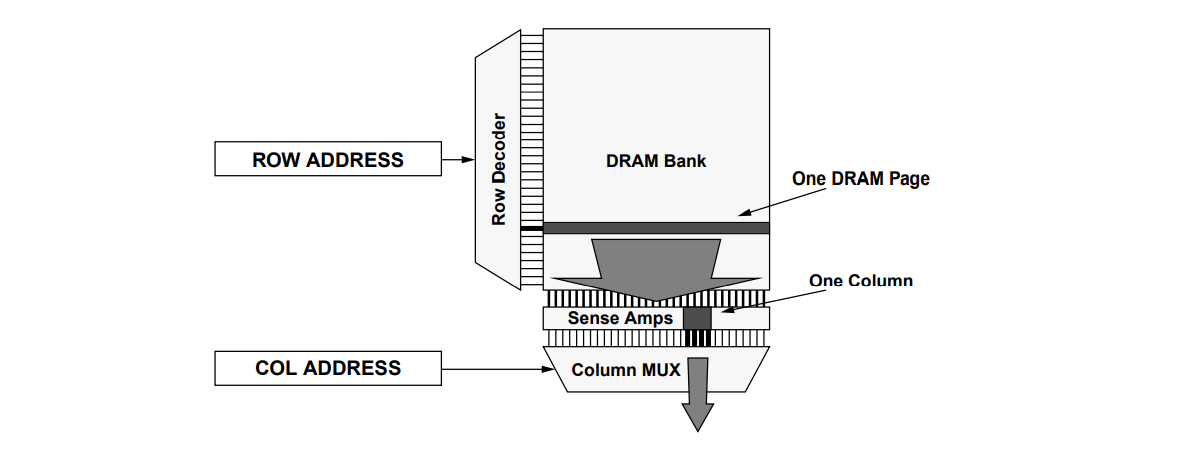 Row Decoder
ROW ADDRESS
DRAM Bank
One DRAM Page
One Column
Sense Amps
COL ADDRESS
Column MUX